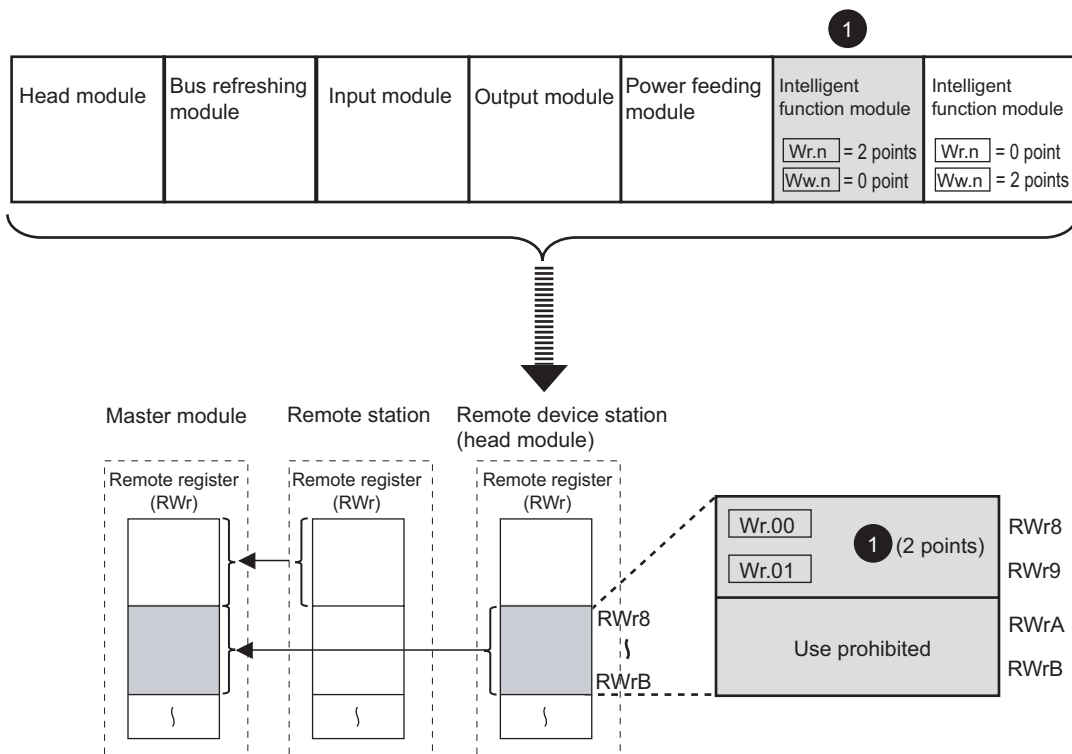 1
Head module
Bus refreshing
module
Input module
Output module
Power feeding
module
Intelligent
function module
Wr.n = 2 points
Ww.n = 0 point
Intelligent
function module
Wr.n = 0 point
Ww.n = 2 points
Master module
Remote station
Remote device station
(head module)
Remote register
(RWr)
Remote register
(RWr)
Remote register
(RWr)
RWr8
RWrB
Wr.00
Wr.01
1 (2 points)
Use prohibited
RWr8
RWr9
RWrA
RWrB